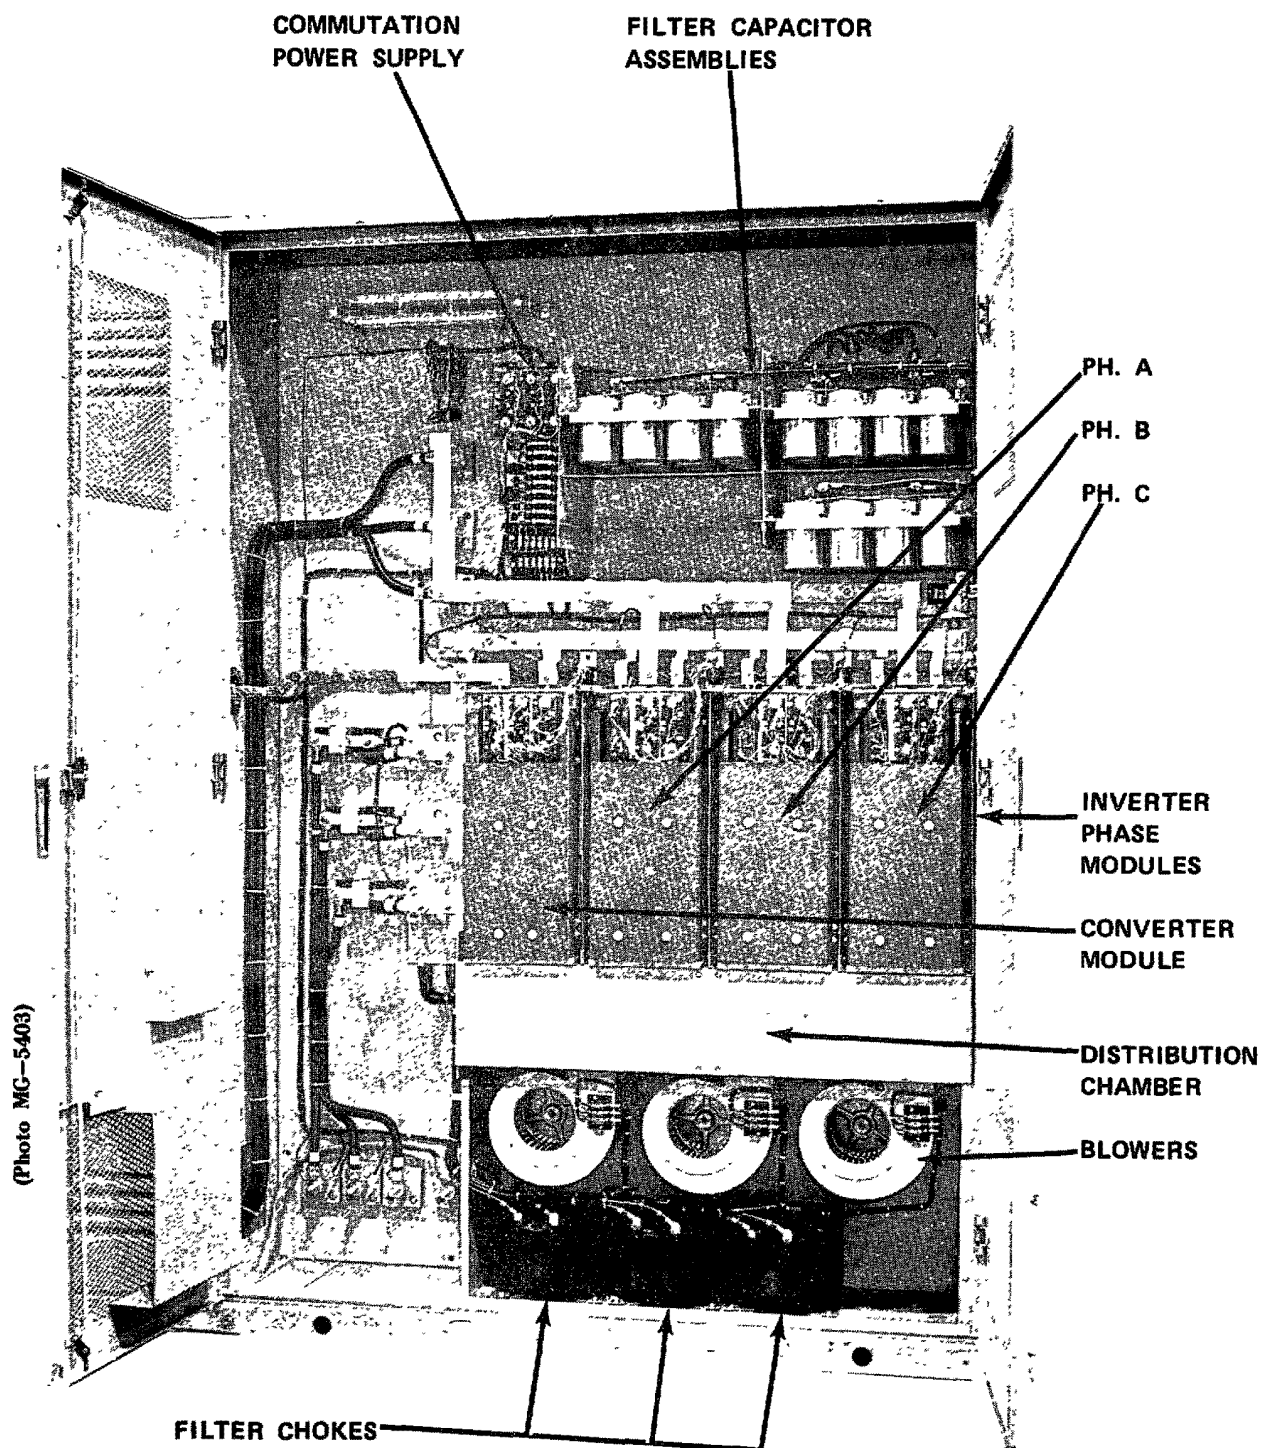 COMMUTATION
POWER SUPPLY
FILTER CAPACITOR
ASSEMBLIES
PH. A
PH. B
PH. C
INVERTER
PHASE
MODULES
CONVERTER
MODULE
DISTRIBUTION
CHAMBER
BLOWERS
FILTER CHOKES
(Photo MG-5403)